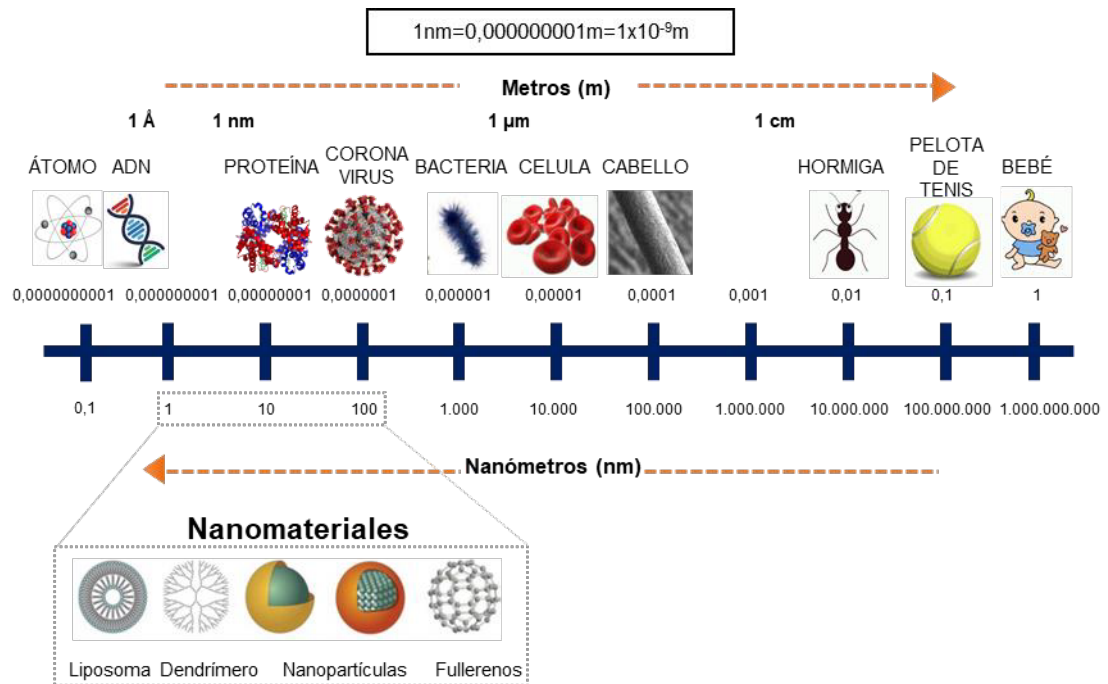 1nm=0,000000001m=1x10⁻⁹m
Metros (m)
1 Å 1 nm 1 µm 1 cm
ÁTOMO ADN PROTEÍNA CORONA VIRUS BACTERIA CELULA CABELLO HORMIGA PELOTA DE TENIS BEBÉ
0,0000000001 0,000000001 0,00000001 0,0000001 0,000001 0,00001 0,0001 0,001 0,01 0,1 1
0,1 1 10 100 1.000 10.000 100.000 1.000.000 10.000.000 100.000.000 1.000.000.000
Nanómetros (nm)
Nanomateriales
Liposoma Dendrímero Nanopartículas Fullerenos